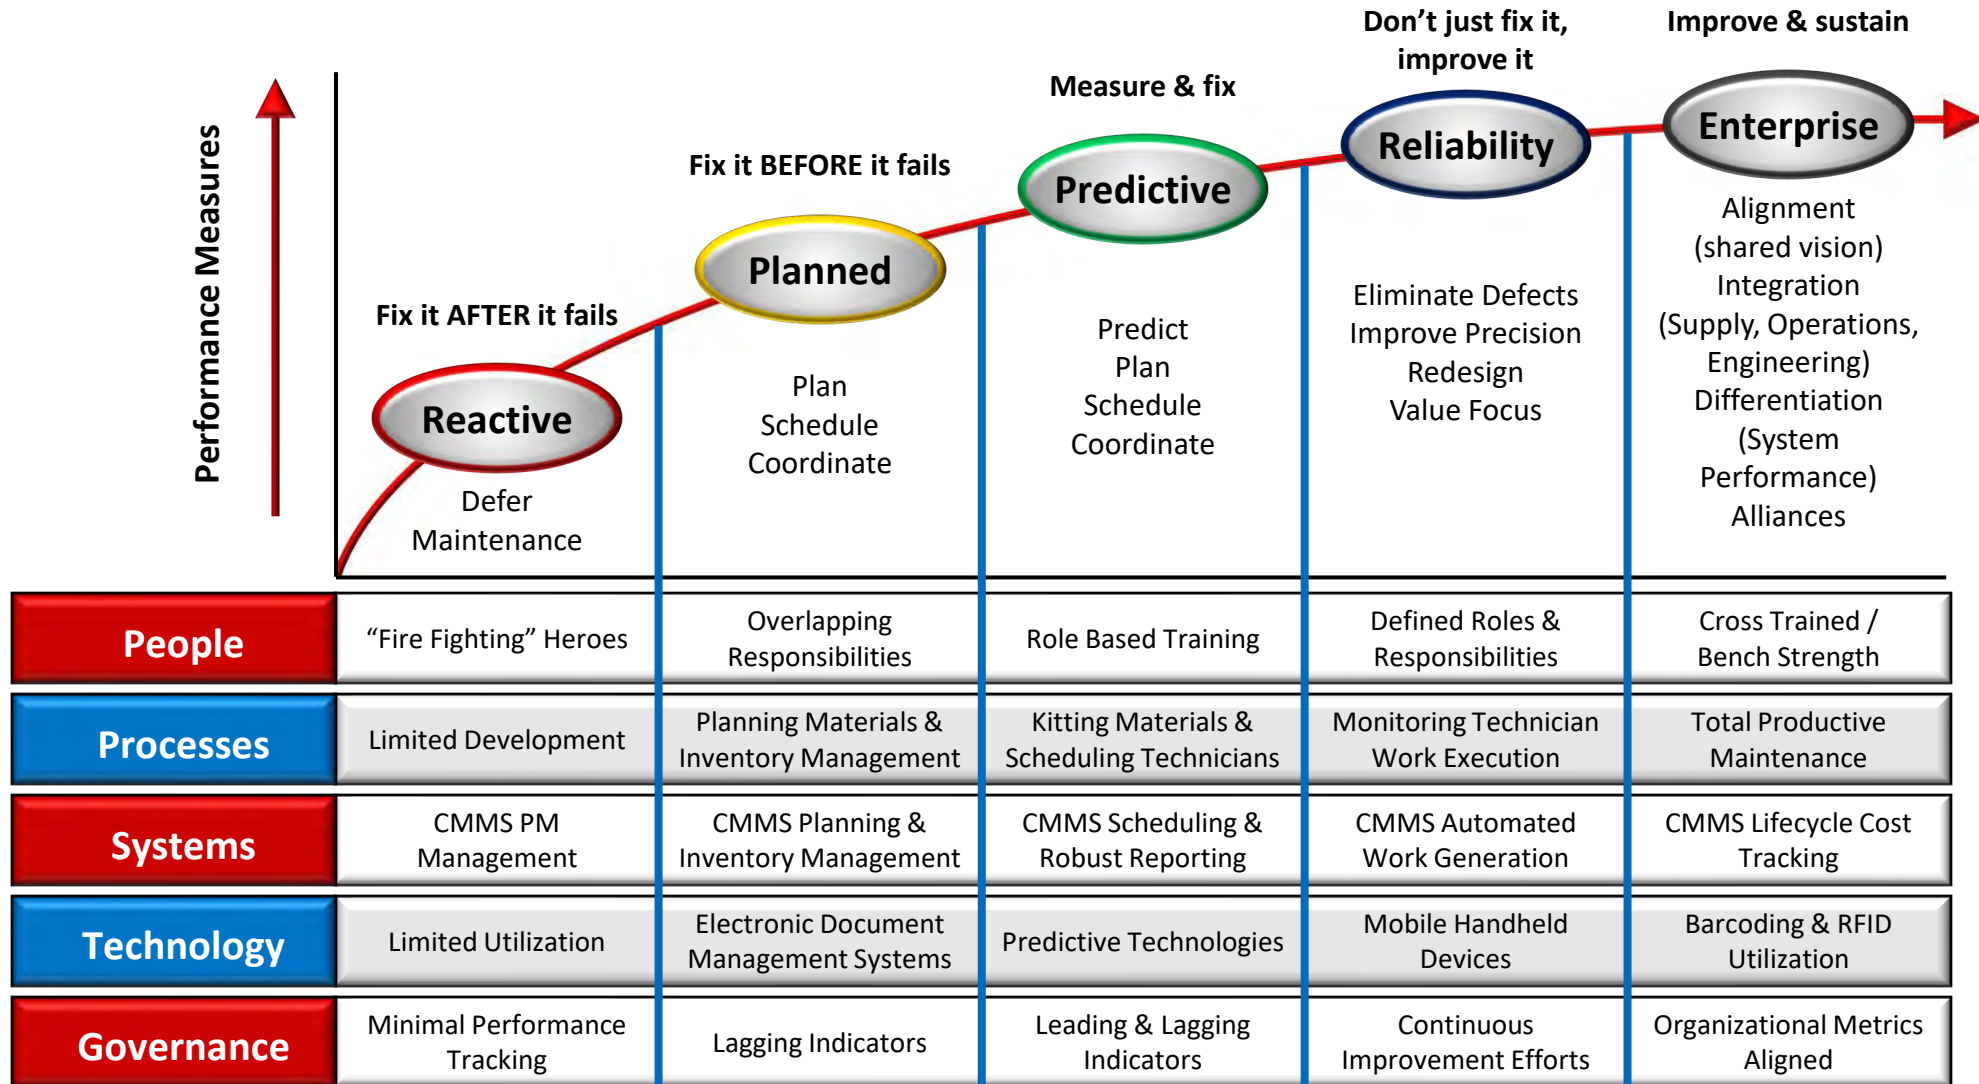 Performance Measures
Fix it AFTER it fails
Reactive
Defer
Maintenance
Fix it BEFORE it fails
Planned
Plan
Schedule
Coordinate
Measure & fix
Predictive
Predict
Plan
Schedule
Coordinate
Don’t just fix it,
improve it
Reliability
Eliminate Defects
Improve Precision
Redesign
Value Focus
Improve & sustain
Enterprise
Alignment
(shared vision)
Integration
(Supply, Operations,
Engineering)
Differentiation
(System
Performance)
Alliances
People
“Fire Fighting” Heroes
Overlapping
Responsibilities
Role Based Training
Defined Roles &
Responsibilities
Cross Trained /
Bench Strength
Processes
Limited Development
Planning Materials &
Inventory Management
Kitting Materials &
Scheduling Technicians
Monitoring Technician
Work Execution
Total Productive
Maintenance
Systems
CMMS PM
Management
CMMS Planning &
Inventory Management
CMMS Scheduling &
Robust Reporting
CMMS Automated
Work Generation
CMMS Lifecycle Cost
Tracking
Technology
Limited Utilization
Electronic Document
Management Systems
Predictive Technologies
Mobile Handheld
Devices
Barcoding & RFID
Utilization
Governance
Minimal Performance
Tracking
Lagging Indicators
Leading & Lagging
Indicators
Continuous
Improvement Efforts
Organizational Metrics
Aligned